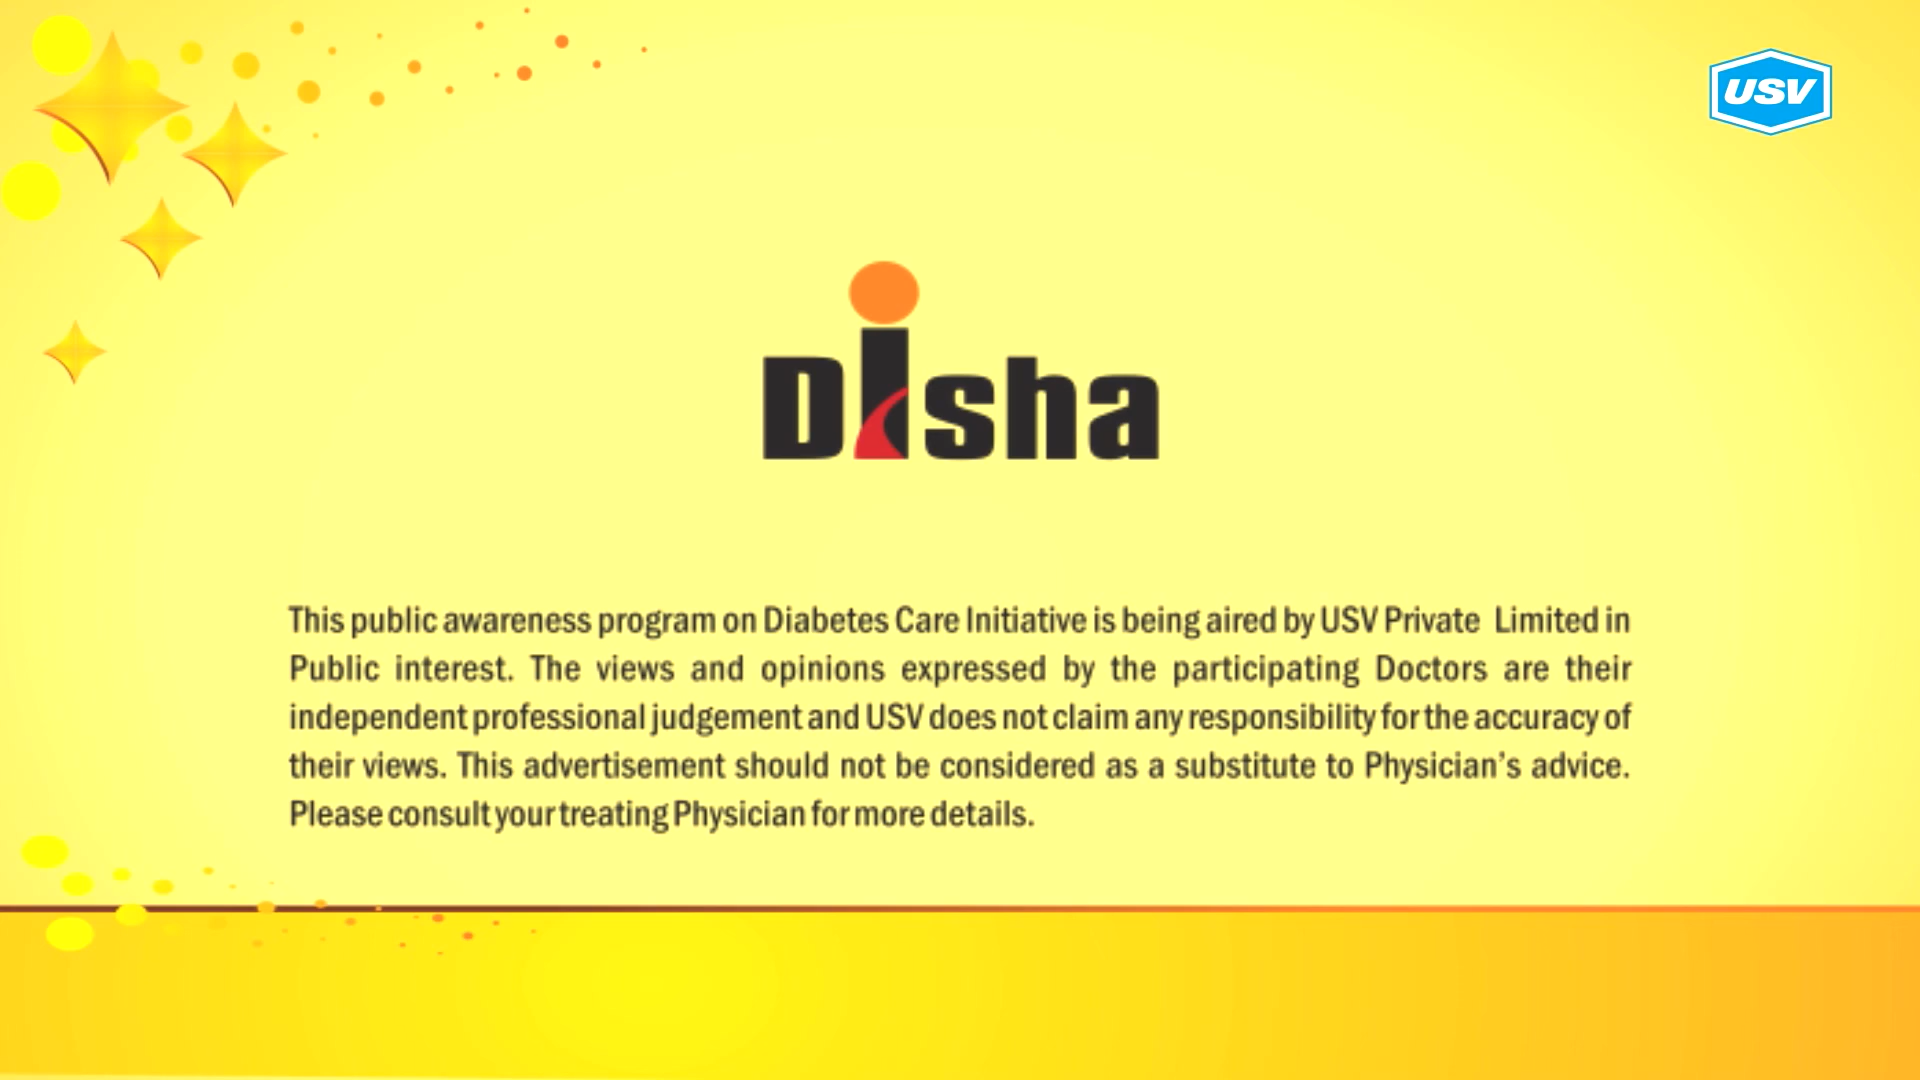 USV
Disha
This public awareness program on Diabetes Care Initiative is being aired by USV Private Limited in
Public interest. The views and opinions expressed by the participating Doctors are their
independent professional judgement and USV does not claim any responsibility for the accuracy of
their views. This advertisement should not be considered as a substitute to Physician’s advice.
Please consult your treating Physician for more details.